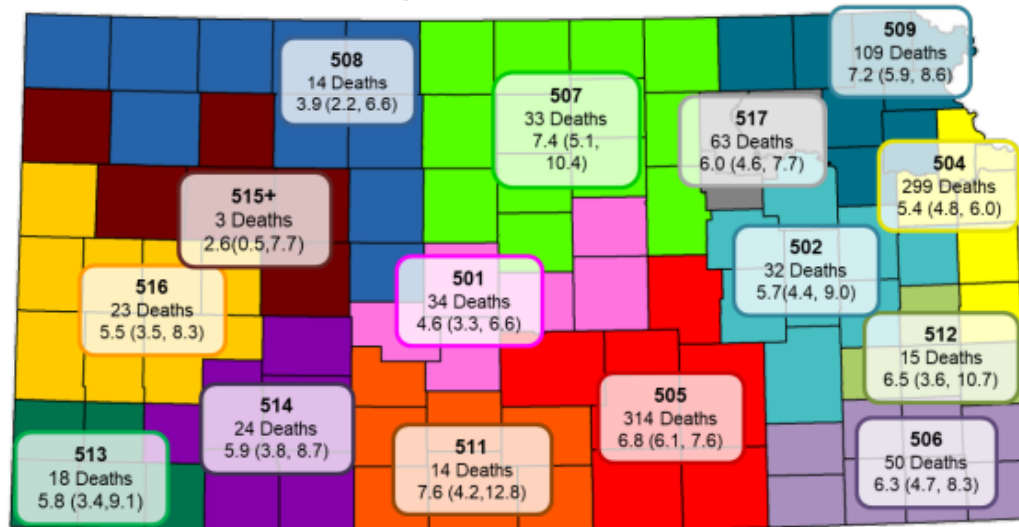 509
109 Deaths
7.2 (5.9, 8.6)
508
14 Deaths
3.9 (2.2, 6.6)
507
33 Deaths
7.4 (5.1,
10.4)
517
63 Deaths
6.0 (4.6, 7.7)
504
299 Deaths
5.4 (4.8, 6.0)
515+
3 Deaths
2.6(0.5,7.7)
502
32 Deaths
5.7(4.4, 9.0)
501
34 Deaths
4.6 (3.3, 6.6)
516
23 Deaths
5.5 (3.5, 8.3)
512
15 Deaths
6.5 (3.6, 10.7)
505
314 Deaths
6.8 (6.1, 7.6)
514
24 Deaths
5.9 (3.8, 8.7)
511
14 Deaths
7.6 (4.2,12.8)
506
50 Deaths
6.3 (4.7, 8.3)
513
18 Deaths
5.8 (3.4,9.1)